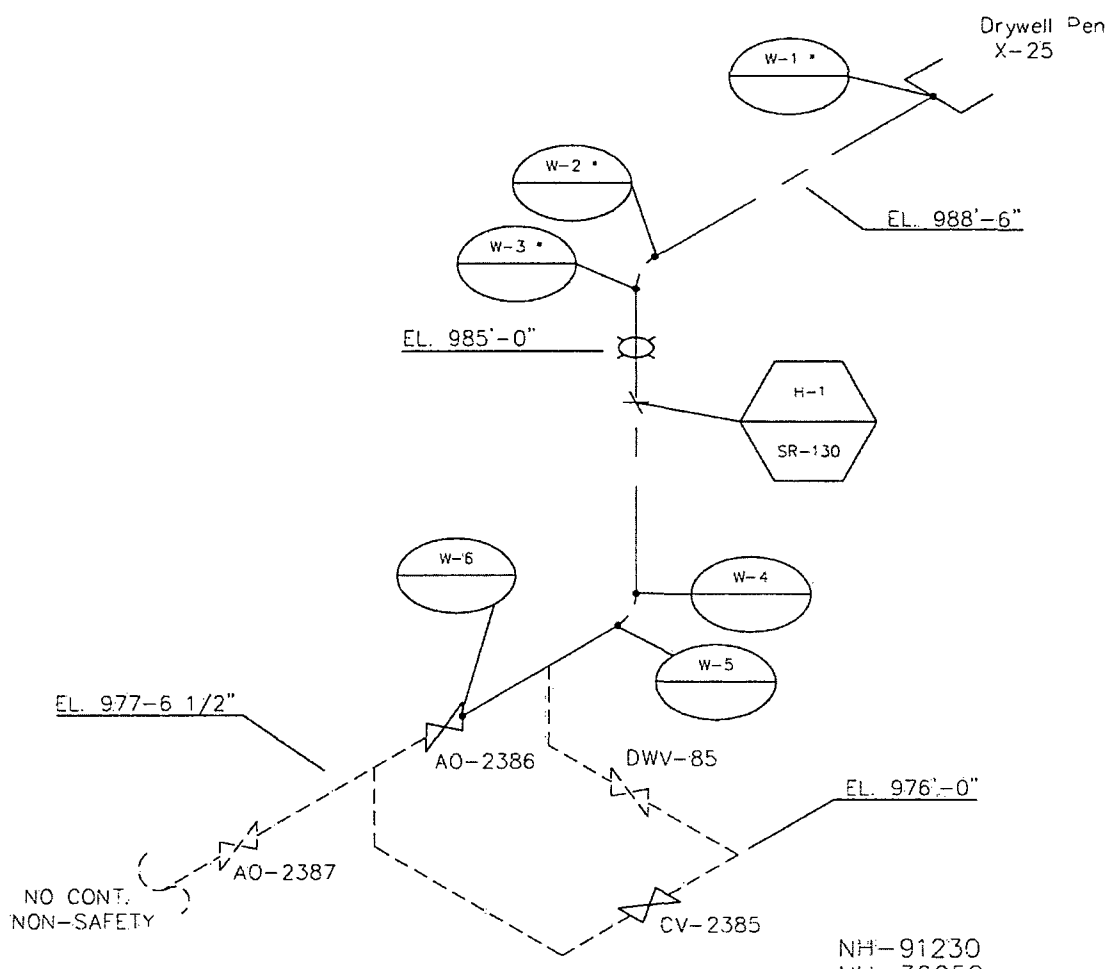 Drywell Pen
X-25
W-1 *
W-2 *
EL. 988'-6"
W-3 *
EL. 985'-0"
H-1
SR-130
W-6
W-4
W-5
EL. 977-6 1/2"
AO-2386
DWV-85
EL. 976'-0"
AO-2387
NO CONT.
NON-SAFETY
CV-2385
NH-91230